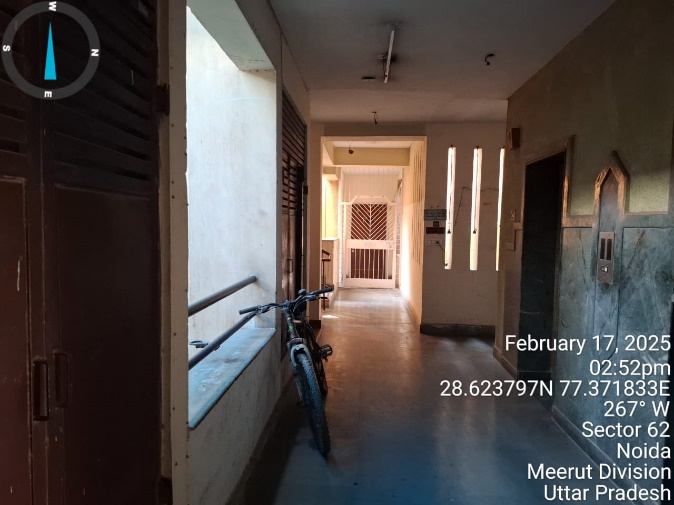 W
S
N
E
February 17, 2025
02:52pm
28.623797N 77.371833E
267° W
Sector 62
Noida
Meerut Division
Uttar Pradesh